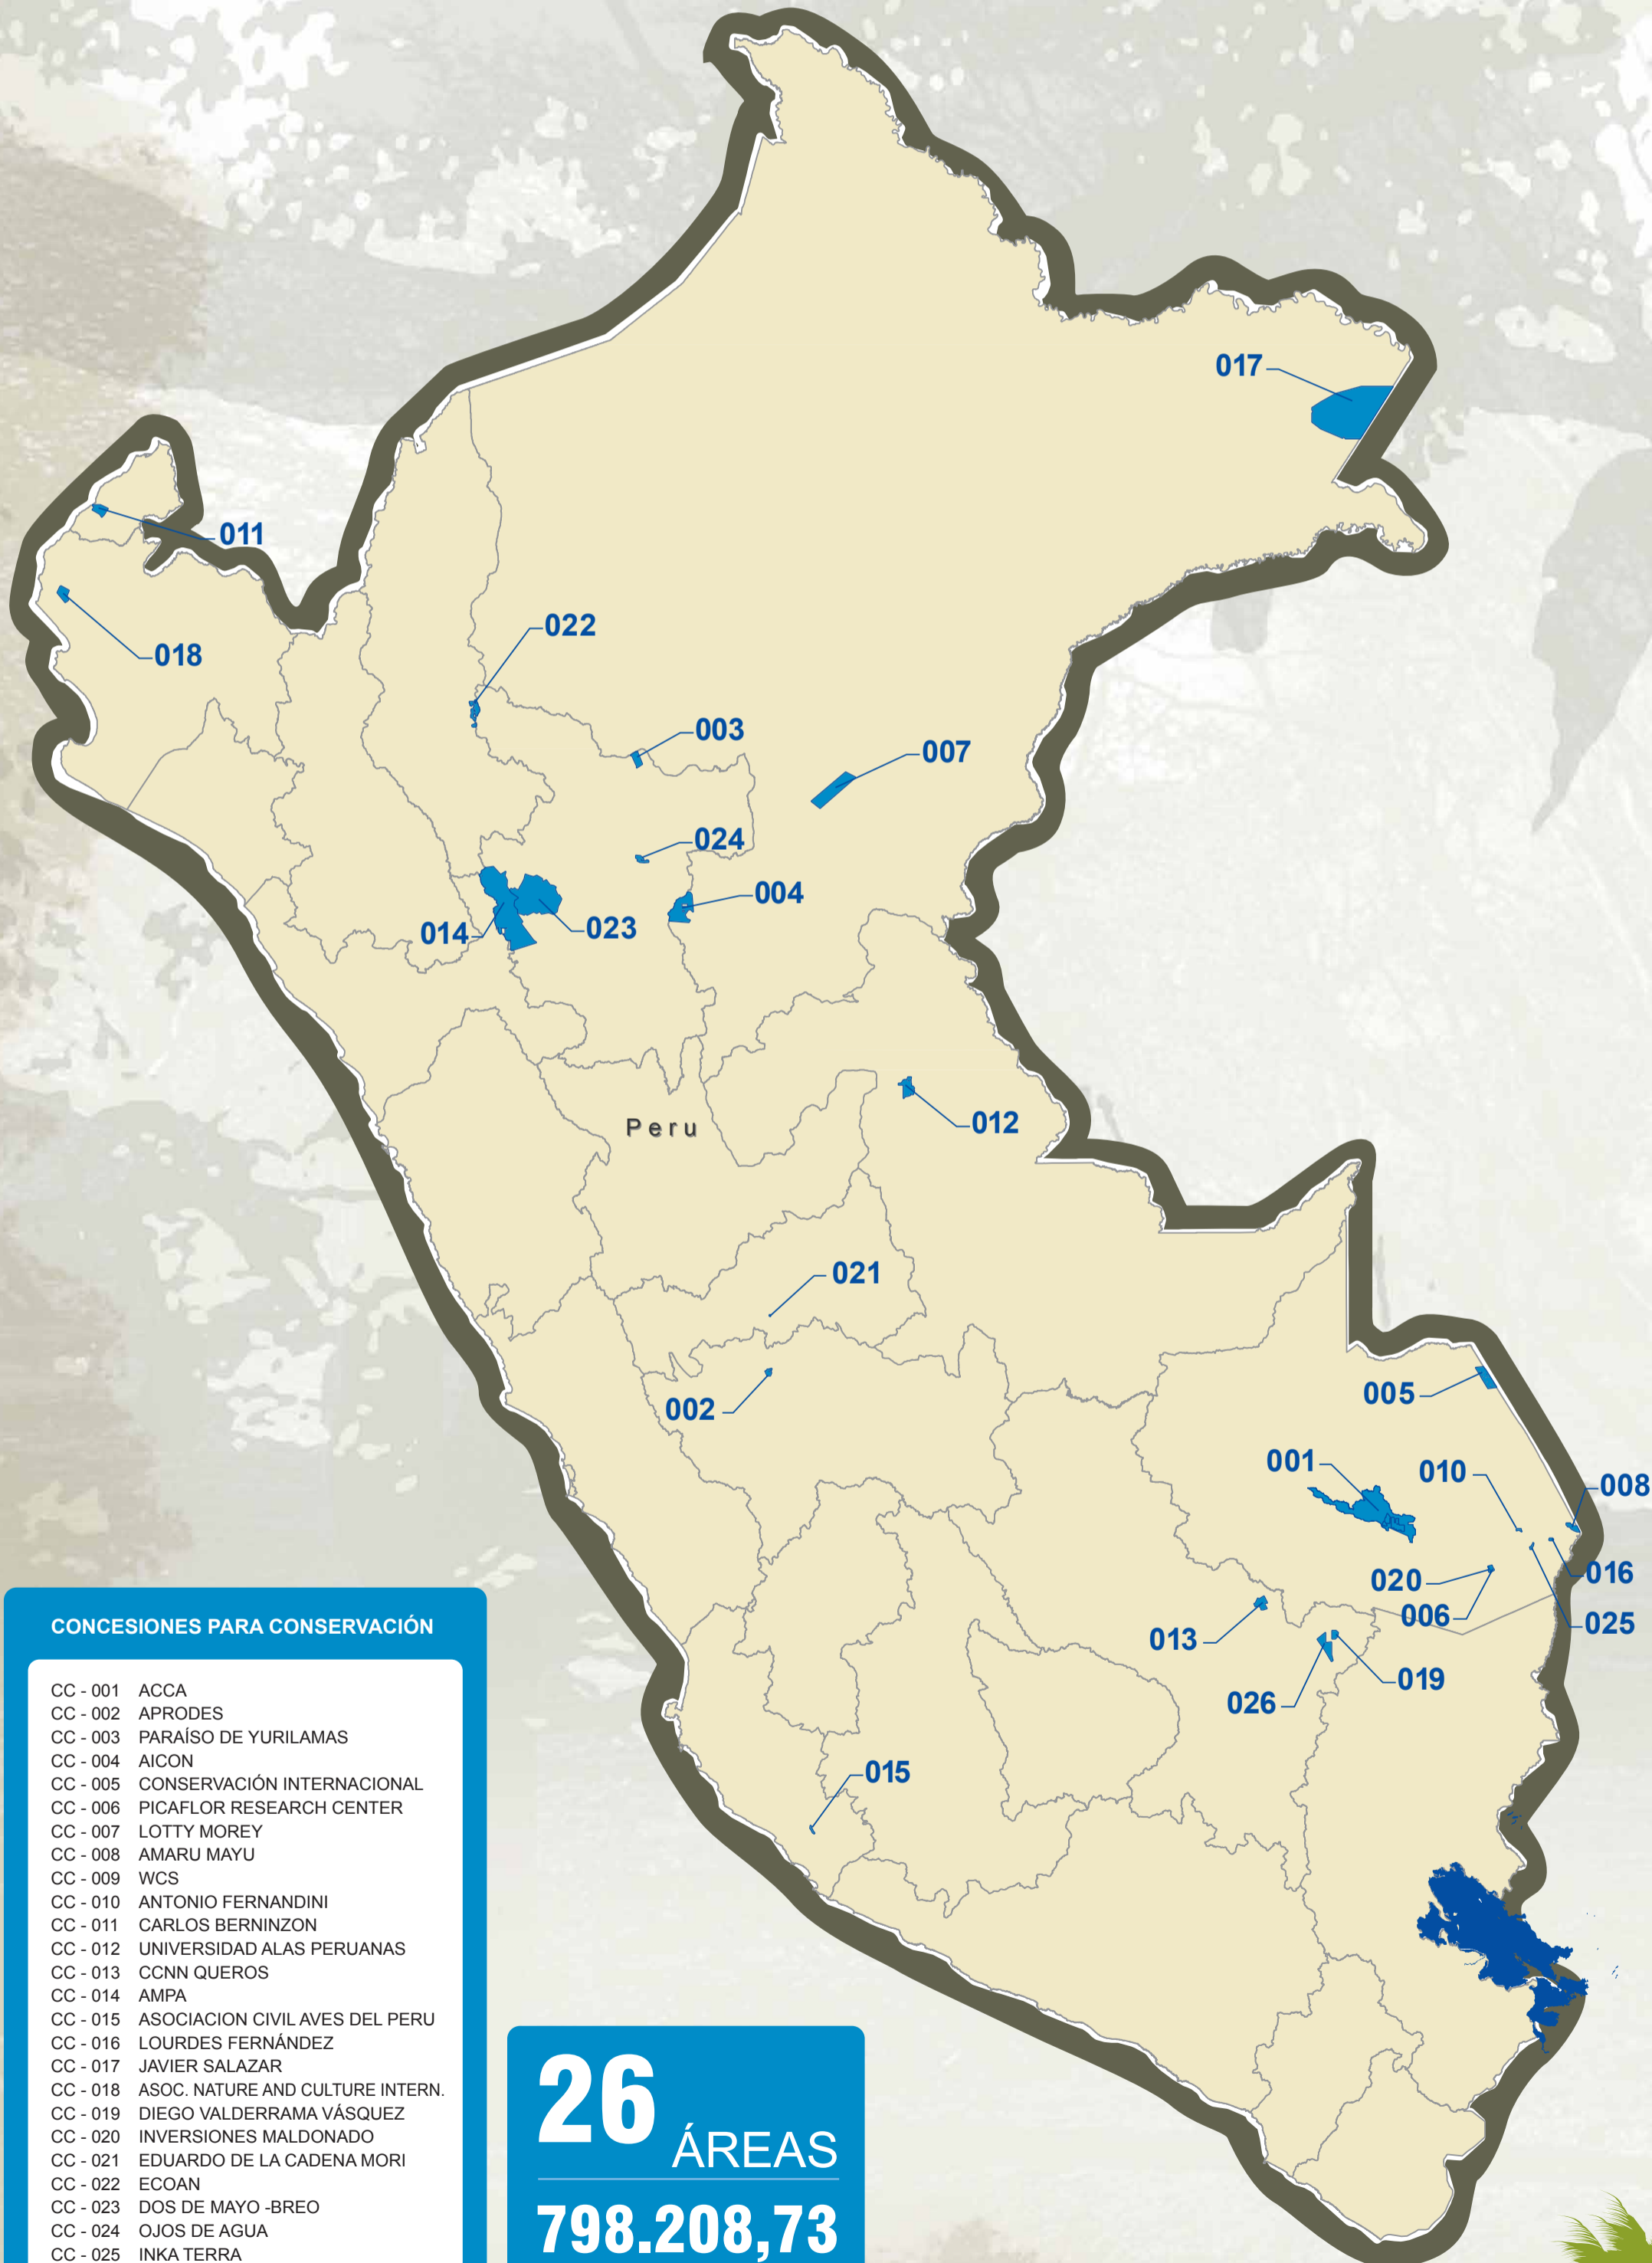 017
011
018
022
003
007
024
004
014
023
Peru
012
021
002
005
001
010
008
020
016
006
025
013
019
026
015
CONCESIONES PARA CONSERVACIÓN
CC - 001 ACCA
CC - 002 APRODES
CC - 003 PARAÍSO DE YURILAMAS
CC - 004 AICON
CC - 005 CONSERVACIÓN INTERNACIONAL
CC - 006 PICAFLOR RESEARCH CENTER
CC - 007 LOTTY MOREY
CC - 008 AMARU MAYU
CC - 009 WCS
CC - 010 ANTONIO FERNANDINI
CC - 011 CARLOS BERNINZON
CC - 012 UNIVERSIDAD ALAS PERUANAS
CC - 013 CCNN QUEROS
CC - 014 AMPA
CC - 015 ASOCIACION CIVIL AVES DEL PERU
CC - 016 LOURDES FERNÁNDEZ
CC - 017 JAVIER SALAZAR
CC - 018 ASOC. NATURE AND CULTURE INTERN.
CC - 019 DIEGO VALDERRAMA VÁSQUEZ
CC - 020 INVERSIONES MALDONADO
CC - 021 EDUARDO DE LA CADENA MORI
CC - 022 ECOAN
CC - 023 DOS DE MAYO -BREO
CC - 024 OJOS DE AGUA
CC - 025 INKA TERRA
26 ÁREAS
798.208,73